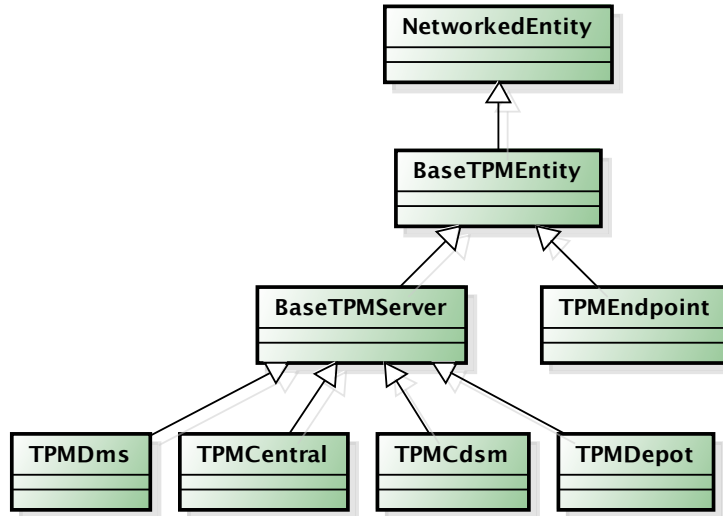 NetworkedEntity
BaseTPMEntity
BaseTPMServer
TPMEndpoint
TPMDms
TPMCentral
TPMCdsm
TPMDepot